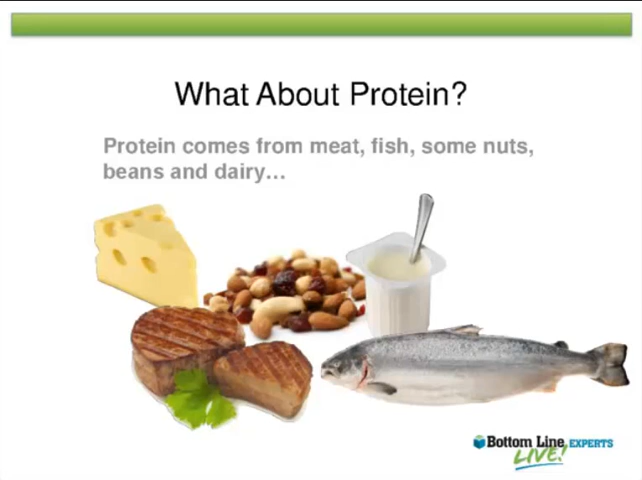 What About Protein?
Protein comes from meat, fish, some nuts,
beans and dairy...
Bottom Line EXPERTS
LIVE!